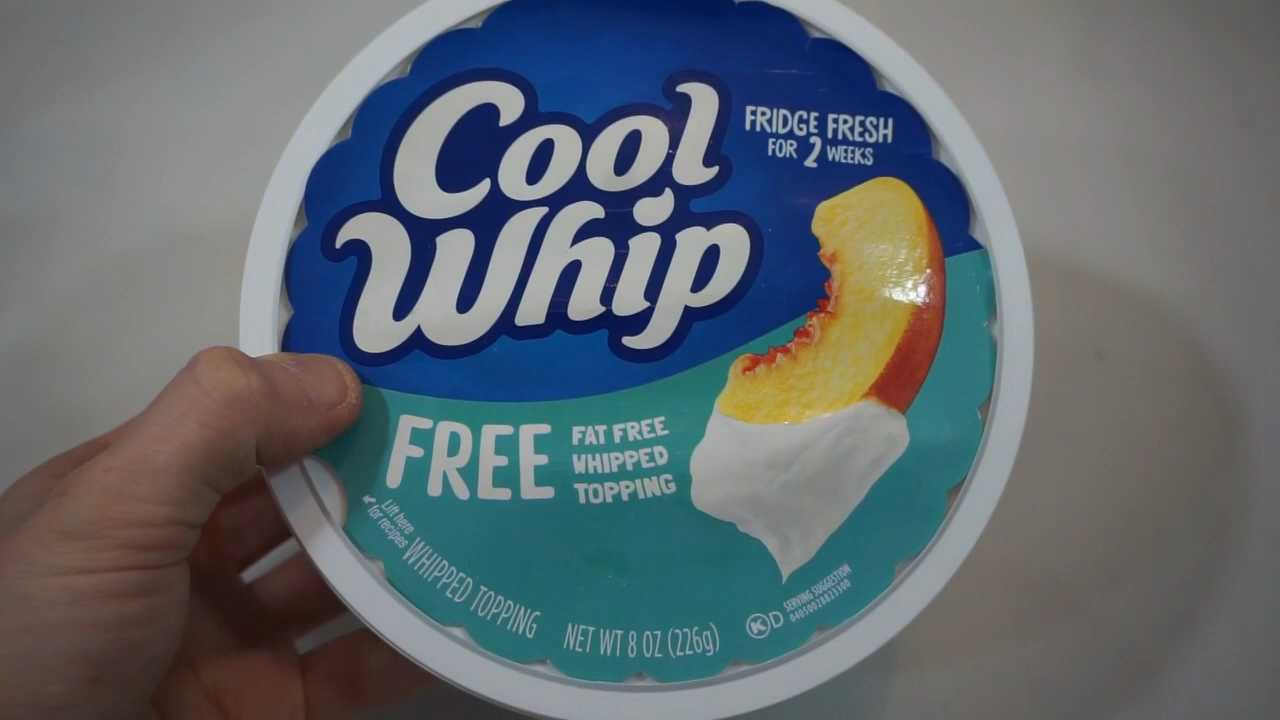 Cool
Whip
FRIDGE FRESH
FOR 2 WEEKS
FREE
FAT FREE
WHIPPED
TOPPING
Lift here
for recipes
WHIPPED TOPPING
NET WT 8 OZ (226g)
K D
SERVING SUGGESTION